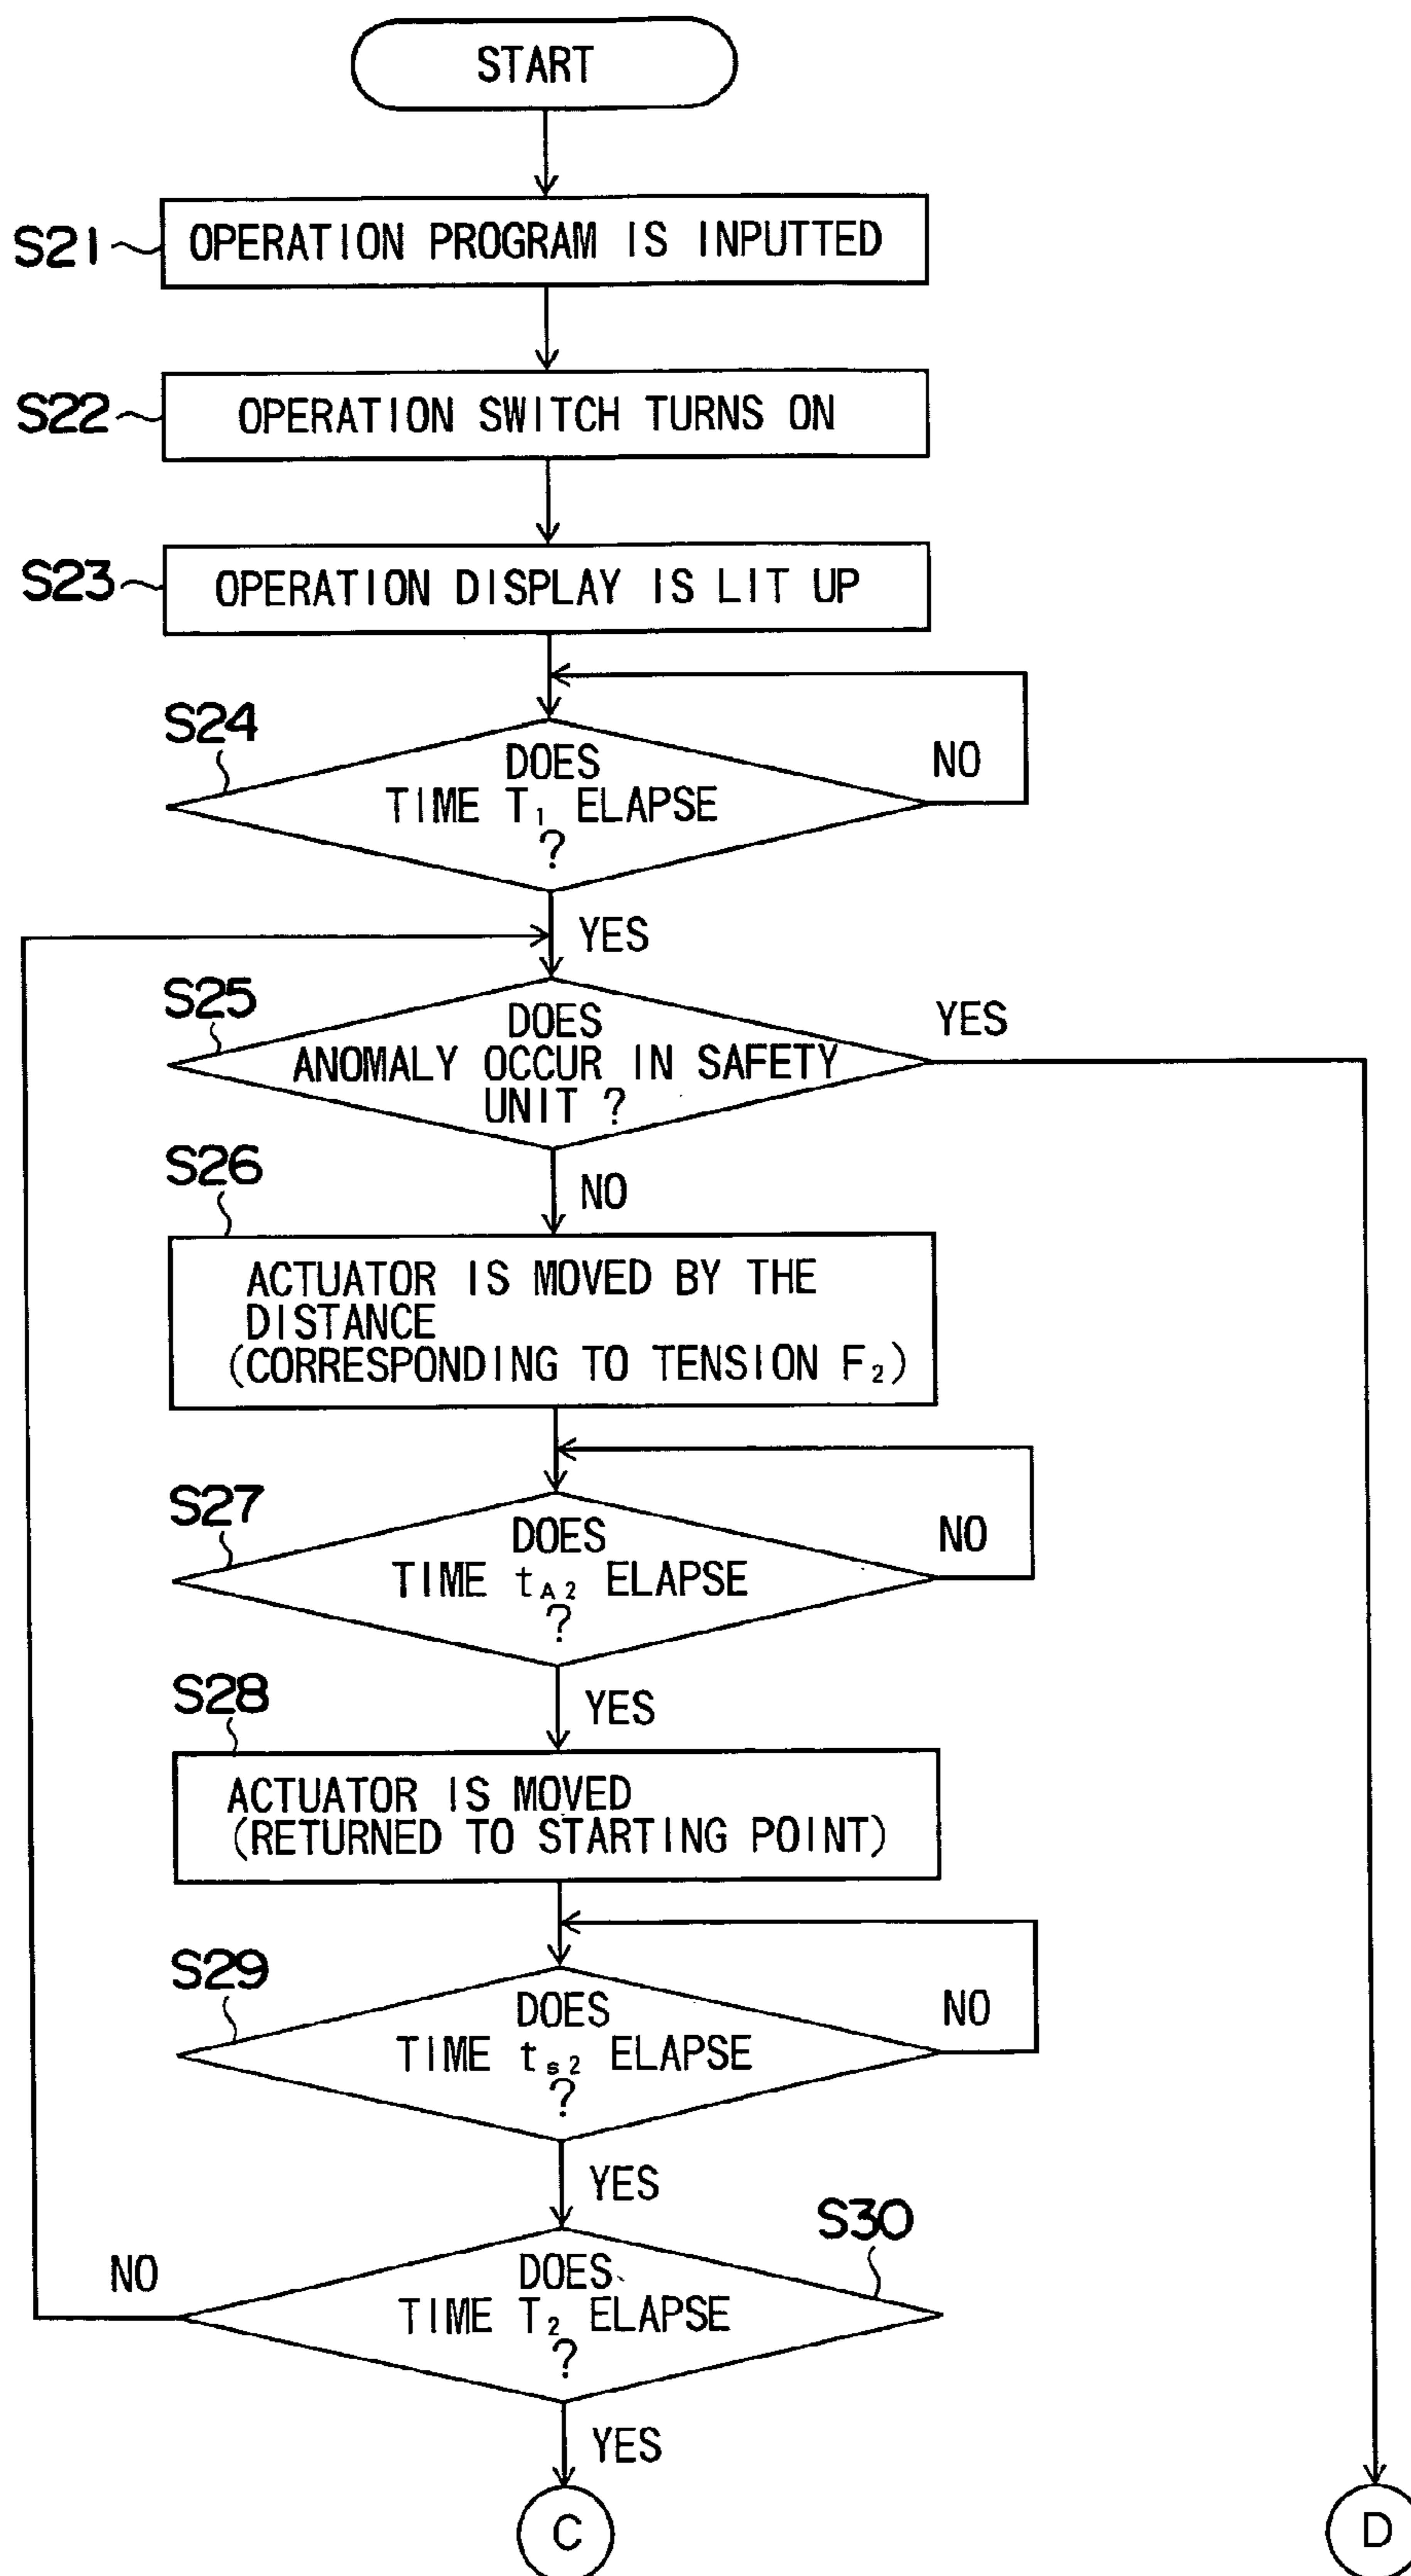 START
S21
OPERATION PROGRAM IS INPUTTED
S22
OPERATION SWITCH TURNS ON
S23
OPERATION DISPLAY IS LIT UP
S24
DOES
TIME T₁ ELAPSE
?
NO
YES
S25
DOES
ANOMALY OCCUR IN SAFETY
UNIT ?
YES
NO
S26
ACTUATOR IS MOVED BY THE
DISTANCE
(CORRESPONDING TO TENSION F₂)
S27
DOES
TIME t_A2 ELAPSE
?
NO
YES
S28
ACTUATOR IS MOVED
(RETURNED TO STARTING POINT)
S29
DOES
TIME t_s2 ELAPSE
?
NO
YES
S30
DOES
TIME T₂ ELAPSE
?
NO
YES
C
D